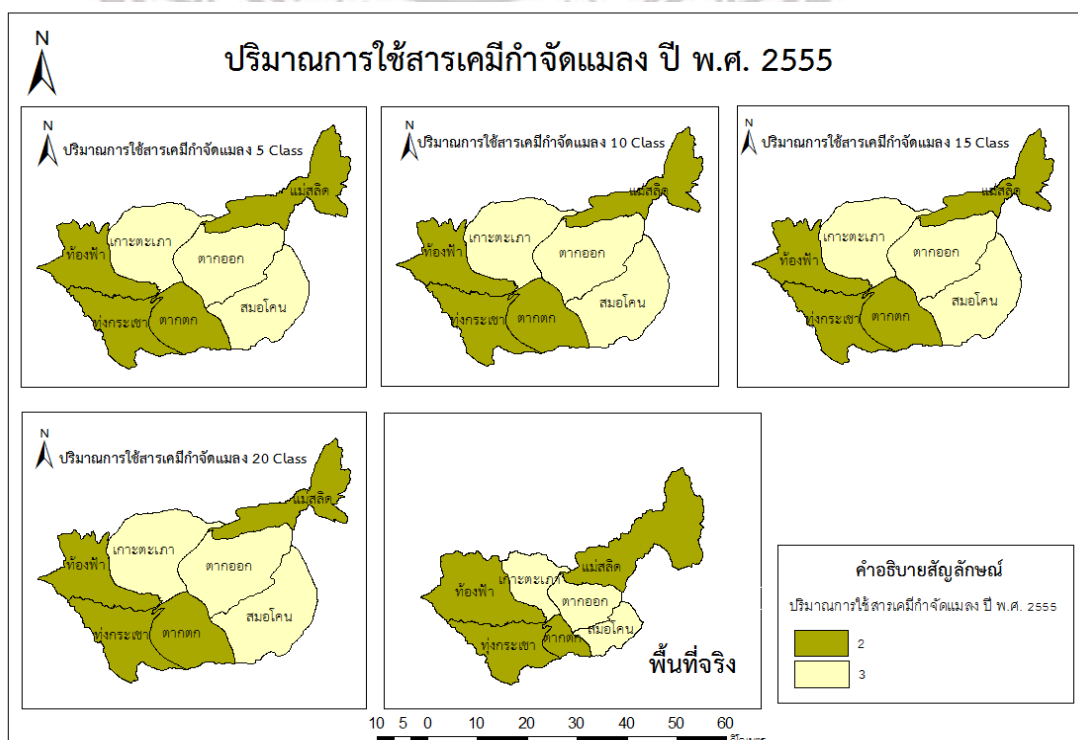 N
ปริมาณการใช้สารเคมีกำจัดแมลง ปี พ.ศ. 2555
N
ปริมาณการใช้สารเคมีกำจัดแมลง 5 Class
แม่สลิด
เกาะตะเภา
ท้องฟ้า
ตากออก
สมอโคน
ทุ่งกระเชา
ตากตก
N
ปริมาณการใช้สารเคมีกำจัดแมลง 10 Class
แม่สลิด
เกาะตะเภา
ท้องฟ้า
ตากออก
สมอโคน
ทุ่งกระเชา
ตากตก
N
ปริมาณการใช้สารเคมีกำจัดแมลง 15 Class
แม่สลิด
เกาะตะเภา
ท้องฟ้า
ตากออก
สมอโคน
ทุ่งกระเชา
ตากตก
N
ปริมาณการใช้สารเคมีกำจัดแมลง 20 Class
แม่สลิด
เกาะตะเภา
ท้องฟ้า
ตากออก
สมอโคน
ทุ่งกระเชา
ตากตก
แม่สลิด
เกาะตะเภา
ท้องฟ้า
ตากออก
สมอโคน
ทุ่งกระเชา
ตากตก
พื้นที่จริง
คำอธิบายสัญลักษณ์
ปริมาณการใช้สารเคมีกำจัดแมลง ปี พ.ศ. 2555
2
3
10 5 0 10 20 30 40 50 60